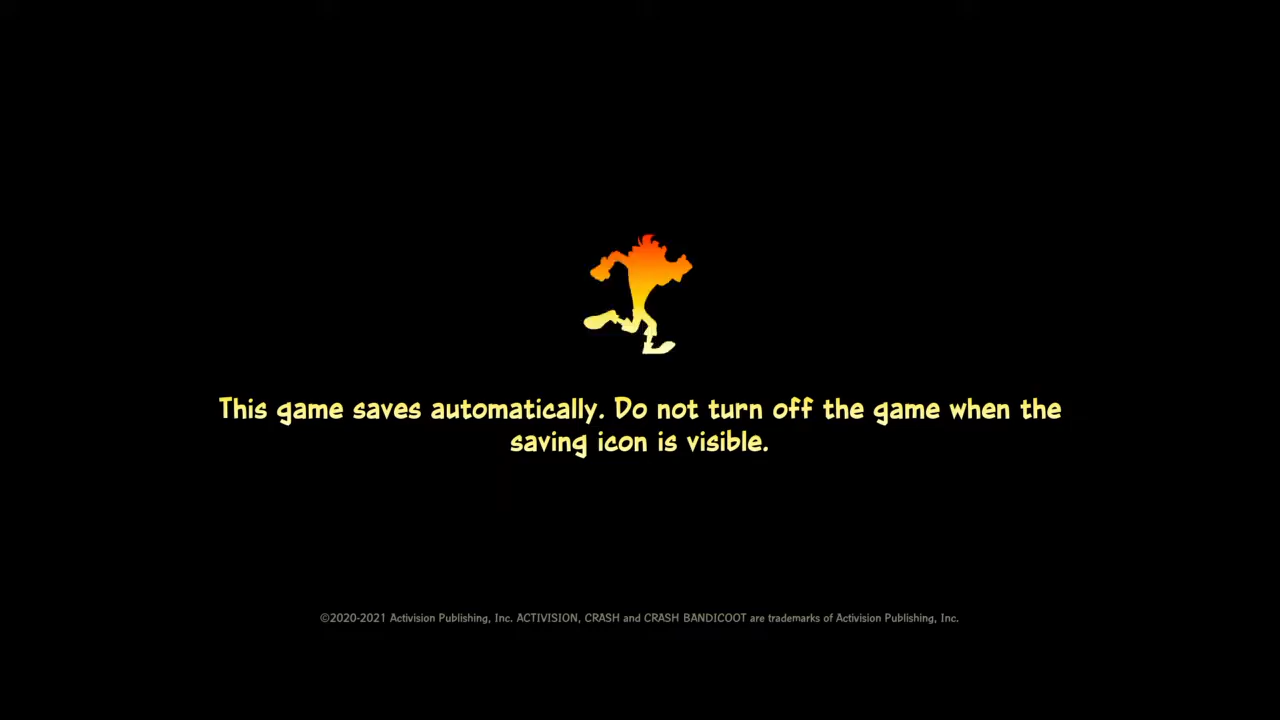 This game saves automatically. Do not turn off the game when the
saving icon is visible.
©2020-2021 Activision Publishing, Inc. ACTIVISION, CRASH and CRASH BANDICOOT are trademarks of Activision Publishing, Inc.